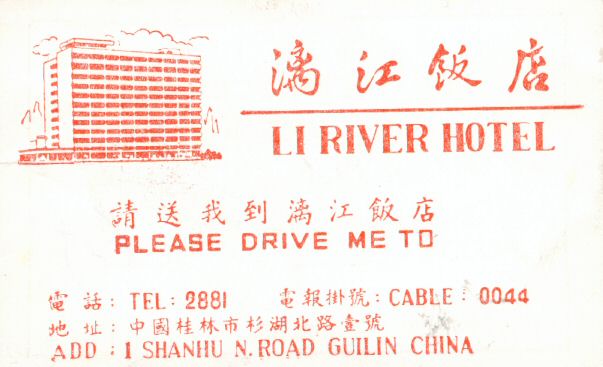 漓江飯店
LI RIVER HOTEL
請送我到漓江飯店
PLEASE DRIVE ME TO
電話: TEL: 2881 電報掛號: CABLE: 0044
地址: 中國桂林市杉湖北路壹號
ADD: 1 SHANHU N. ROAD GUILIN CHINA